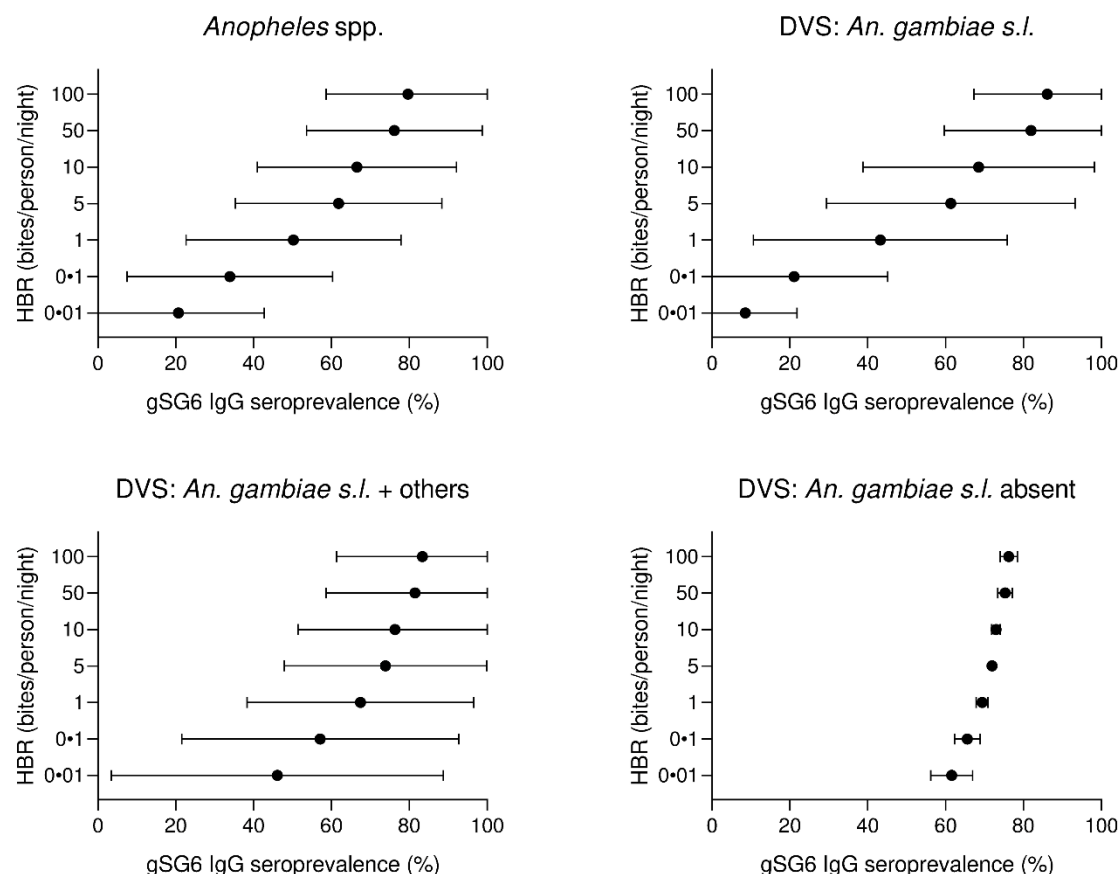 Anopheles spp.
HBR (bites/person/night)
100
50
10
5
1
0•1
0•01
0 20 40 60 80 100
gSG6 IgG seroprevalence (%)
DVS: An. gambiae s.l.
HBR (bites/person/night)
100
50
10
5
1
0•1
0•01
0 20 40 60 80 100
gSG6 IgG seroprevalence (%)
DVS: An. gambiae s.l. + others
HBR (bites/person/night)
100
50
10
5
1
0•1
0•01
0 20 40 60 80 100
gSG6 IgG seroprevalence (%)
DVS: An. gambiae s.l. absent
HBR (bites/person/night)
100
50
10
5
1
0•1
0•01
0 20 40 60 80 100
gSG6 IgG seroprevalence (%)